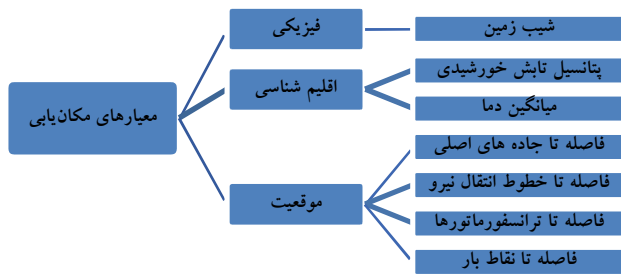 معیارهای مکان‌یابی
فیزیکی
شیب زمین
اقلیم شناسی
پتانسیل تابش خورشیدی
میانگین دما
موقعیت
فاصله تا جاده های اصلی
فاصله تا خطوط انتقال نیرو
فاصله تا ترانسفورماتورها
فاصله تا نقاط بار